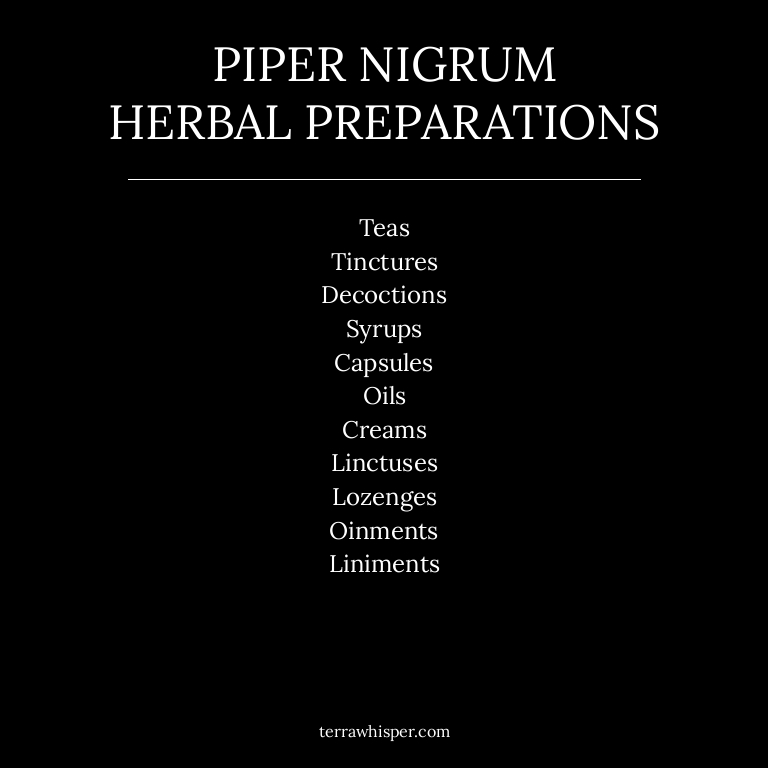 PIPER NIGRUM
HERBAL PREPARATIONS
Teas
Tinctures
Decoctions
Syrups
Capsules
Oils
Creams
Linctuses
Lozenges
Oinments
Liniments
terrawhisper.com